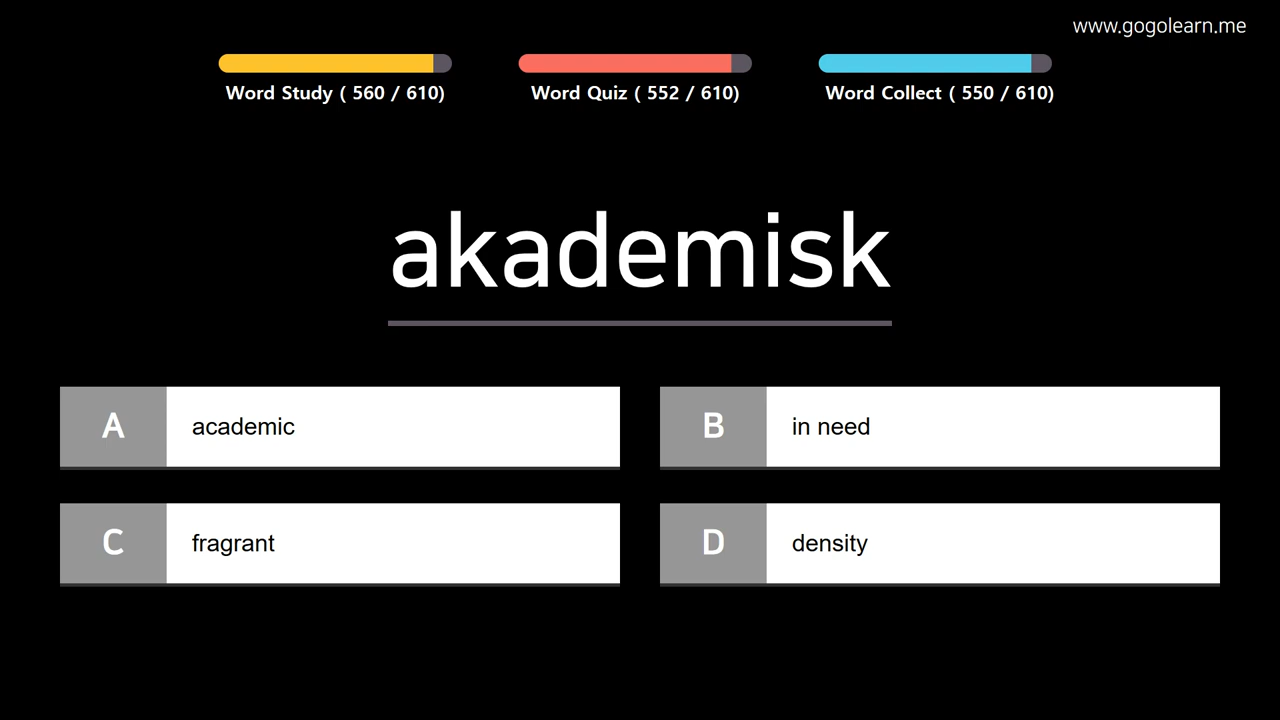 www.gogolearn.me
Word Study ( 560 / 610)
Word Quiz ( 552 / 610)
Word Collect ( 550 / 610)
akademisk
A academic
B in need
C fragrant
D density